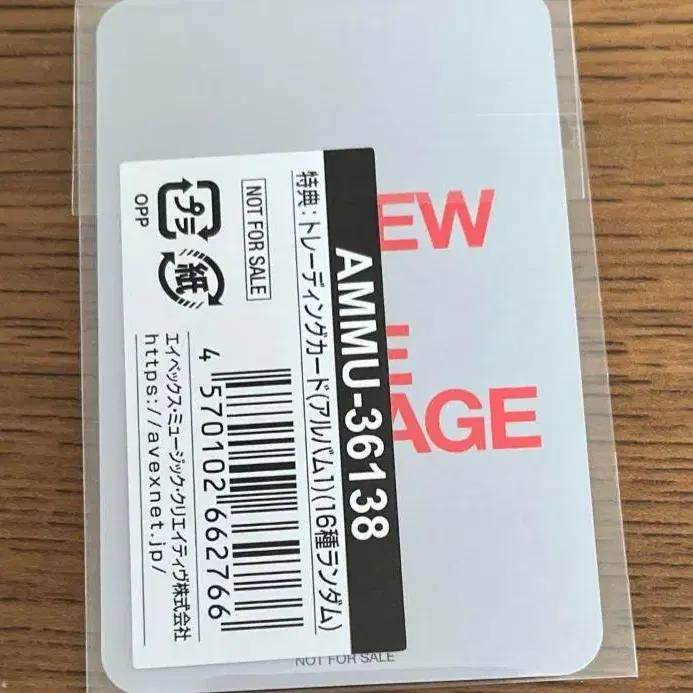 AMMU-36138
特典：トレーディングカード(アルバム1)(16種ランダム)
NOT FOR SALE
プラ
紙
OPP
4 570102 662766
エイベックス・ミュージック・クリエイティヴ株式会社
https://avexnet.jp/
EW
AGE
NOT FOR SALE